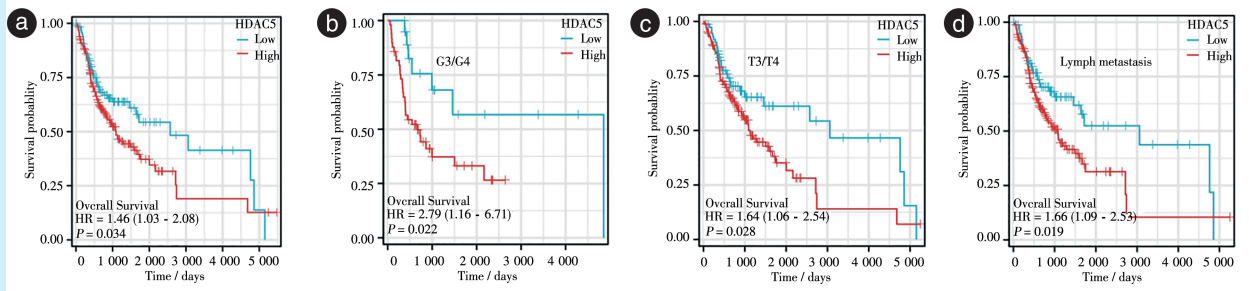 a
HDAC5
Low
High
1.00
0.75
0.50
0.25
0.00
Survival probablity
Overall Survival
HR = 1.46 (1.03 - 2.08)
P = 0.034
0 1 000 2 000 3 000 4 000 5 000
Time / days
b
HDAC5
Low
High
G3/G4
1.00
0.75
0.50
0.25
0.00
Survival probablity
Overall Survival
HR = 2.79 (1.16 - 6.71)
P = 0.022
0 1 000 2 000 3 000 4 000
Time / days
c
HDAC5
Low
High
T3/T4
1.00
0.75
0.50
0.25
0.00
Survival probablity
Overall Survival
HR = 1.64 (1.06 - 2.54)
P = 0.028
0 1 000 2 000 3 000 4 000 5 000
Time / days
d
HDAC5
Low
High
Lymph metastasis
1.00
0.75
0.50
0.25
0.00
Survival probablity
Overall Survival
HR = 1.66 (1.09 - 2.53)
P = 0.019
0 1 000 2 000 3 000 4 000 5 000
Time / days